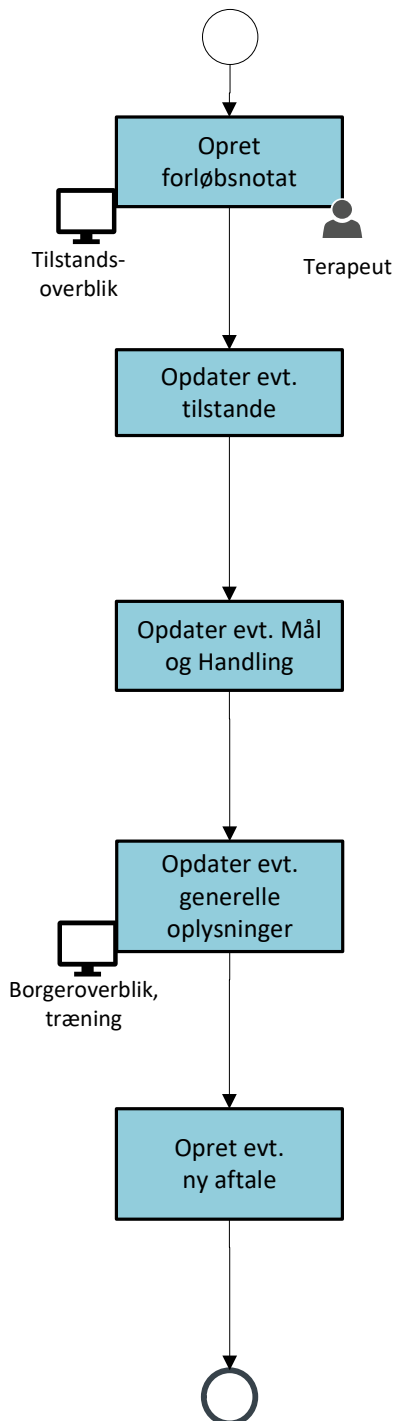 Opret
forløbsnotat
Tilstands-
overblik
Terapeut
Opdater evt.
tilstande
Opdater evt. Mål
og Handling
Opdater evt.
generelle
oplysninger
Borgeroverblik,
træning
Opret evt.
ny aftale